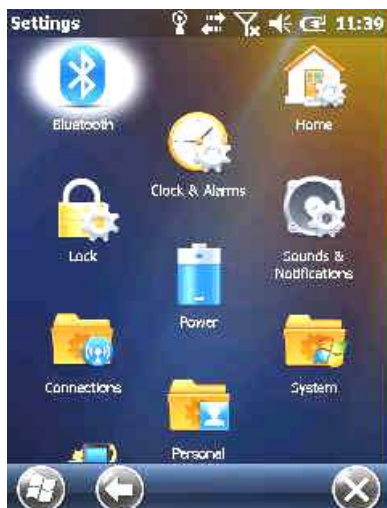 Settings 11:39
Bluetooth
Home
Clock & Alarms
Lock
Sounds &
Notifications
Power
Connections
System
Personal